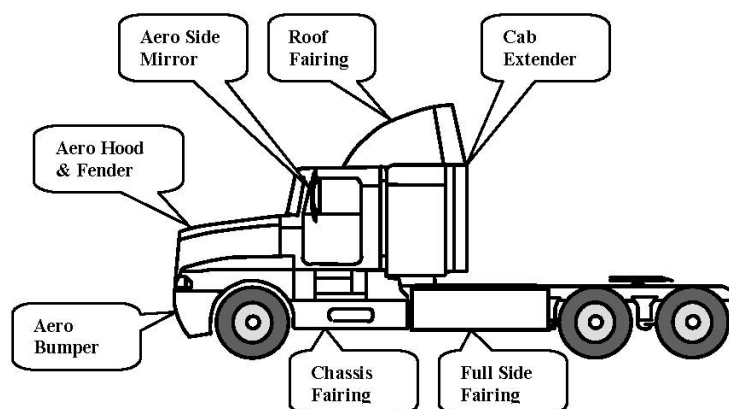 Aero Side
Mirror
Roof
Fairing
Cab
Extender
Aero Hood
& Fender
Aero
Bumper
Chassis
Fairing
Full Side
Fairing